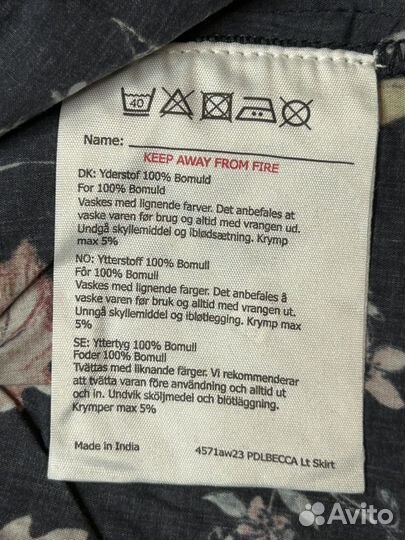 40
Name:
KEEP AWAY FROM FIRE
DK: Yderstof 100% Bomuld
For 100% Bomuld
Vaskes med lignende farver. Det anbefales at
vaske varen før brug og altid med vrangen ud.
Undgå skyllemiddel og iblødsætning. Krymp
max 5%
NO: Ytterstoff 100% Bomull
Fôr 100% Bomull
Vaskes med lignende farger. Det anbefales å
vaske varen før bruk og alltid med vrangen ut.
Unngå skyllemiddel og ibløtlegging. Krymp max
5%
SE: Yttertyg 100% Bomull
Foder 100% Bomull
Tvättas med liknande färger. Vi rekommenderar
att tvätta varan före användning och alltid ut
och in. Undvik sköljmedel och blötläggning.
Krymper max 5%
Made in India
4571aw23 PDLBECCA Lt Skirt
Avito